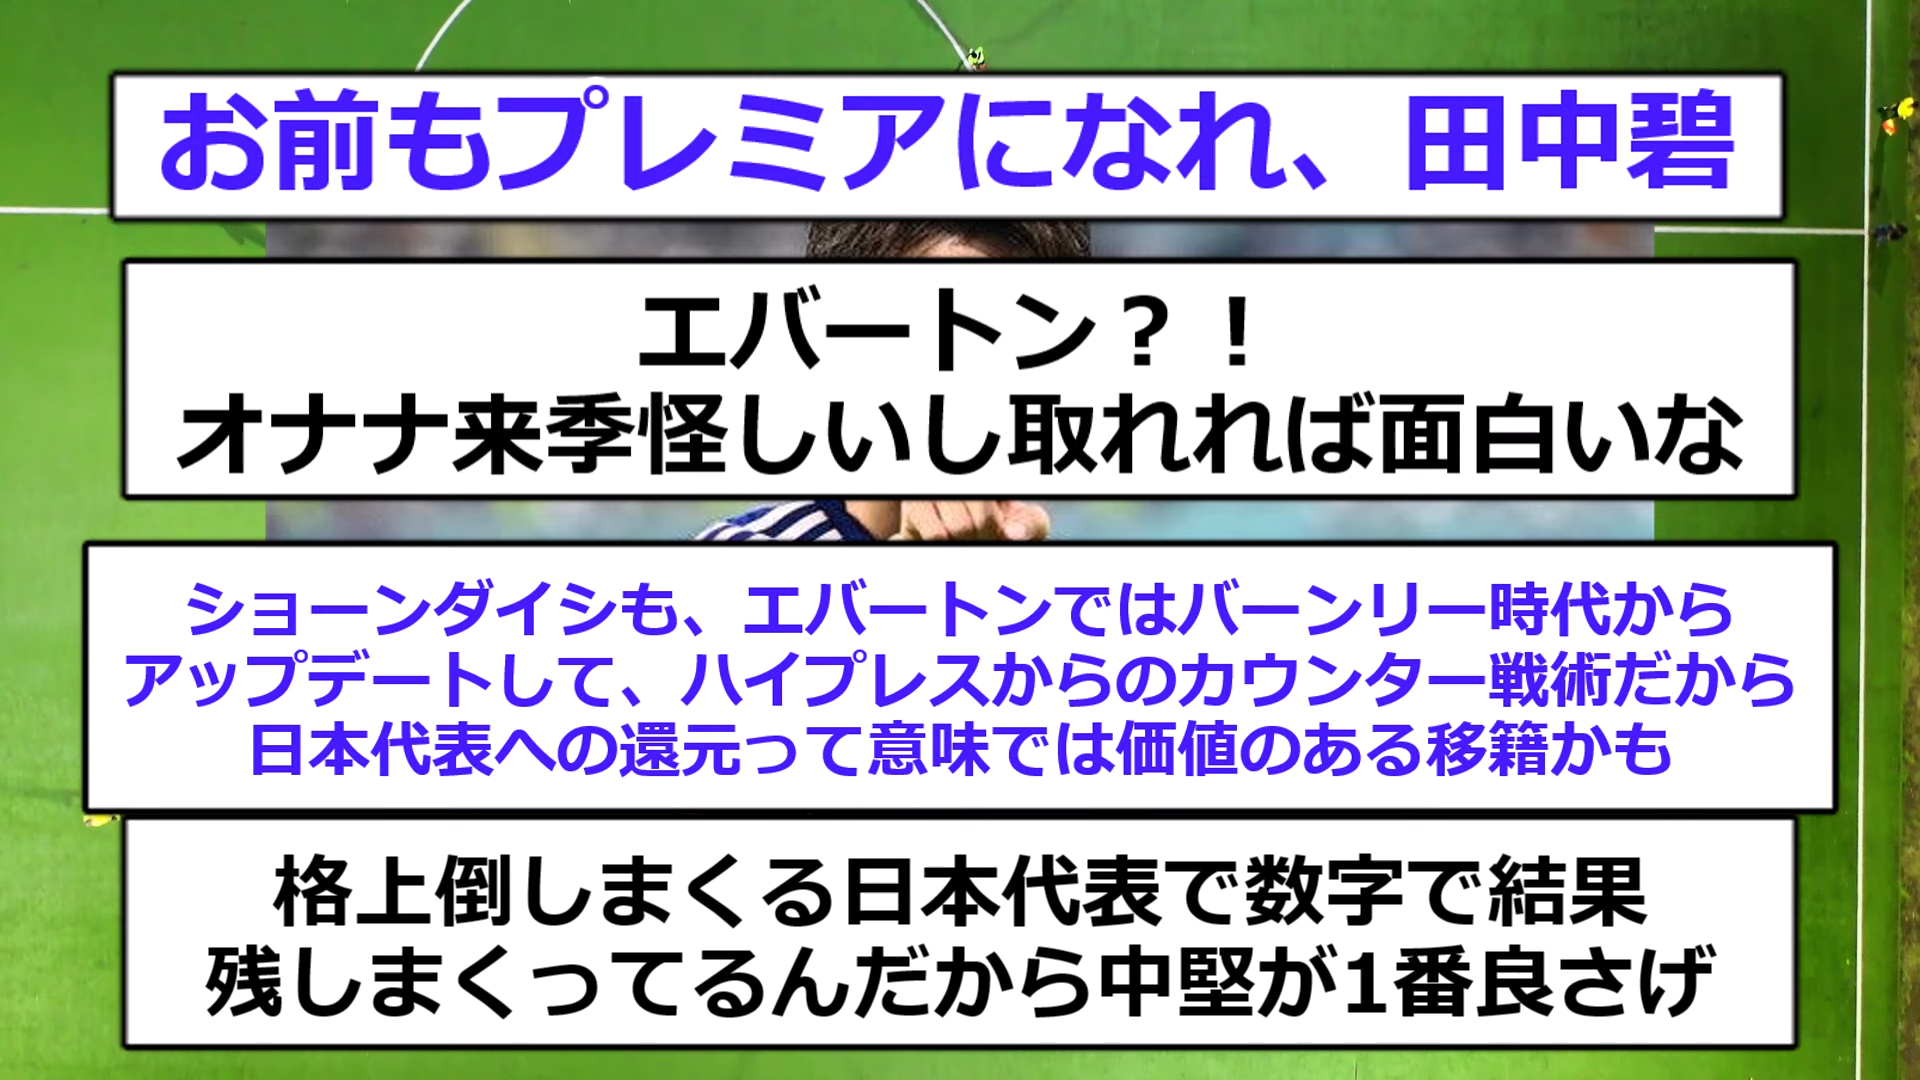 お前もプレミアになれ、田中碧
エバートン？！
オナナ来季怪しいし取れれば面白いな
ショーンダイシも、エバートンではバーンリー時代から
アップデートして、ハイプレスからのカウンター戦術だから
日本代表への還元って意味では価値のある移籍かも
格上倒しまくる日本代表で数字で結果
残しまくってるんだから中堅が1番良さげ